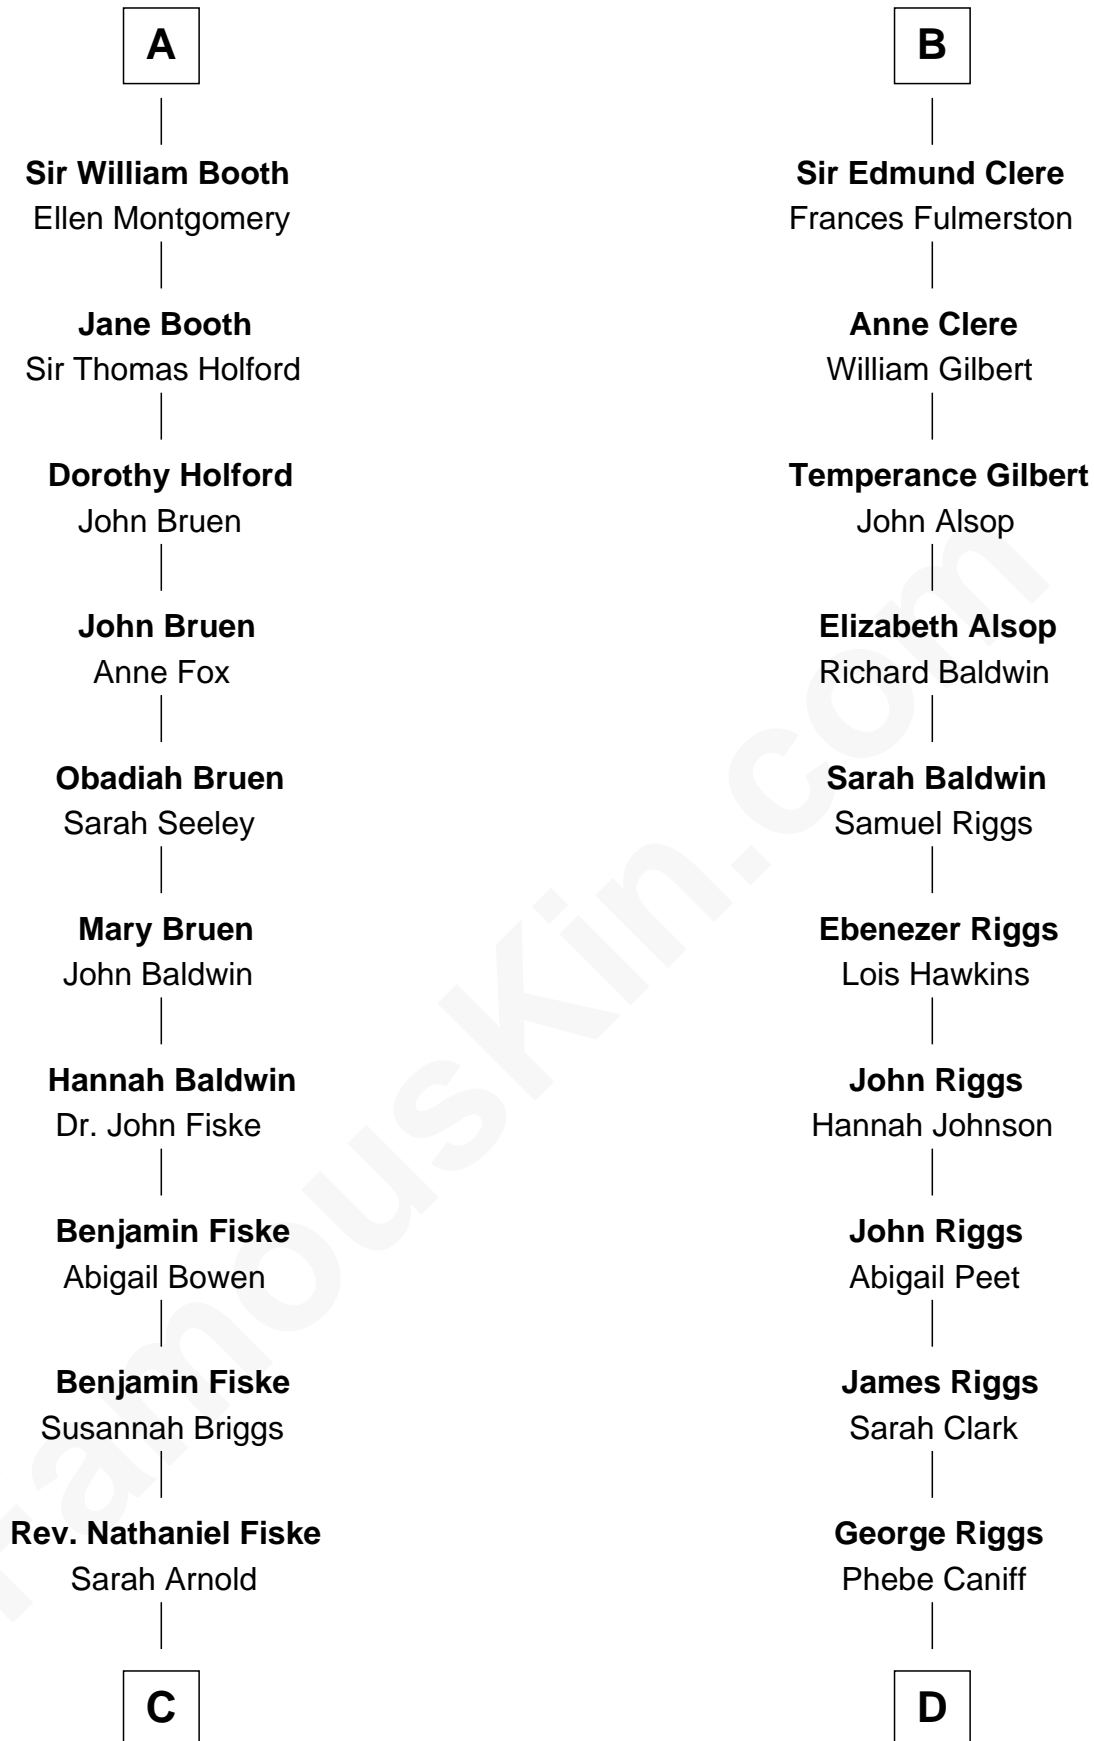 A
Sir William Booth
Ellen Montgomery
Jane Booth
Sir Thomas Holford
Dorothy Holford
John Bruen
John Bruen
Anne Fox
Obadiah Bruen
Sarah Seeley
Mary Bruen
John Baldwin
Hannah Baldwin
Dr. John Fiske
Benjamin Fiske
Abigail Bowen
Benjamin Fiske
Susannah Briggs
Rev. Nathaniel Fiske
Sarah Arnold
C
B
Sir Edmund Clere
Frances Fulmerston
Anne Clere
William Gilbert
Temperance Gilbert
John Alsop
Elizabeth Alsop
Richard Baldwin
Sarah Baldwin
Samuel Riggs
Ebenezer Riggs
Lois Hawkins
John Riggs
Hannah Johnson
John Riggs
Abigail Peet
James Riggs
Sarah Clark
George Riggs
Phebe Caniff
D
FamousKin.com